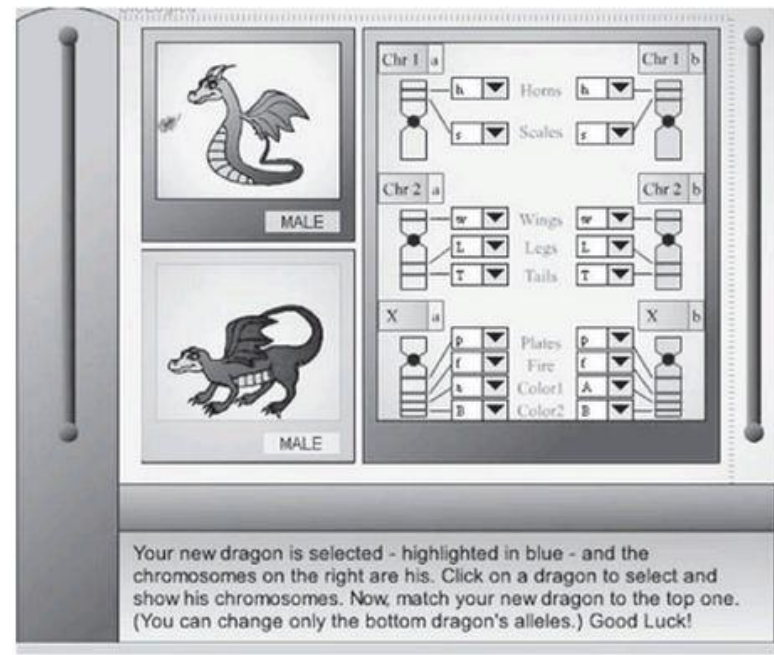 Chr 1 a
Chr 1 b
h Horns h
s Scales s
MALE
Chr 2 a
Chr 2 b
w Wings w
L Legs L
T Tails T
X a
X b
p Plates p
f Fire f
a Color1 A
B Color2 B
MALE
Your new dragon is selected - highlighted in blue - and the
chromosomes on the right are his. Click on a dragon to select and
show his chromosomes. Now, match your new dragon to the top one.
(You can change only the bottom dragon's alleles.) Good Luck!